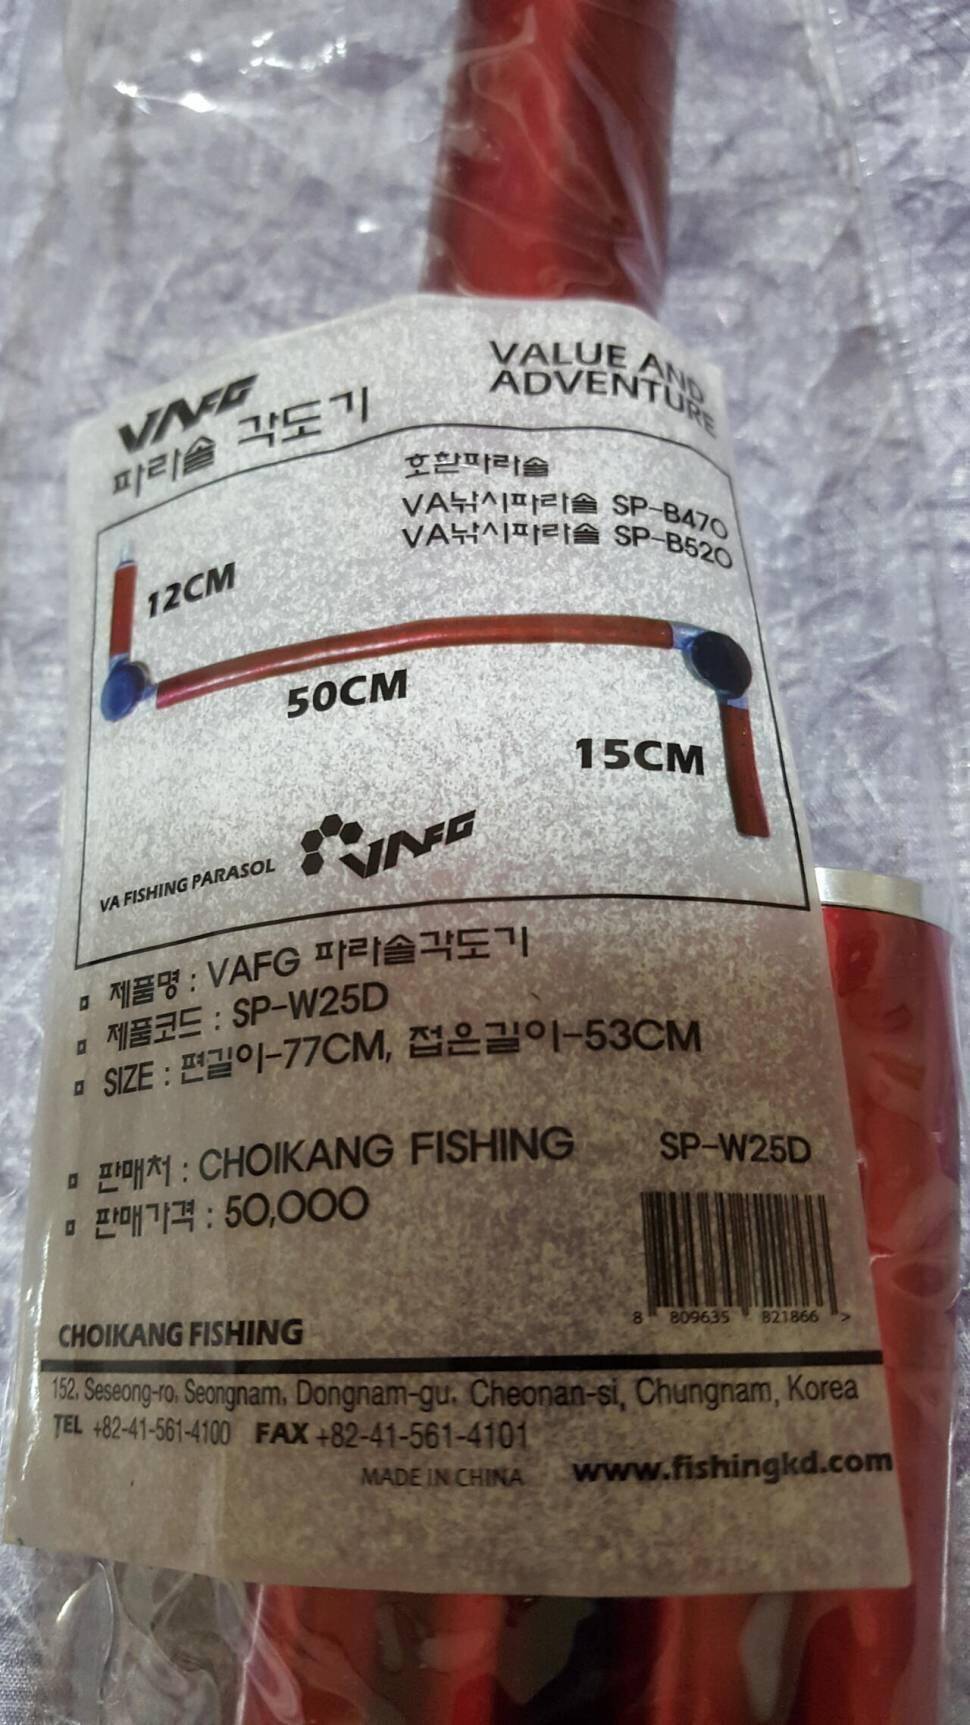 VAFG
파라솔 각도기
VALUE AND
ADVENTURE
호환파라솔
VA낚시파라솔 SP-B470
VA낚시파라솔 SP-B520
12CM
50CM
15CM
VA FISHING PARASOL VAFG
▫ 제품명 : VAFG 파라솔각도기
▫ 제품코드 : SP-W25D
▫ SIZE : 편길이-77CM, 접은길이-53CM
▫ 판매처 : CHOIKANG FISHING
▫ 판매가격 : 50,000
SP-W25D
8 809635 821866 >
CHOIKANG FISHING
152, Seseong-ro, Seongnam, Dongnam-gu, Cheonan-si, Chungnam, Korea
TEL +82-41-561-4100 FAX +82-41-561-4101
MADE IN CHINA www.fishingkd.com